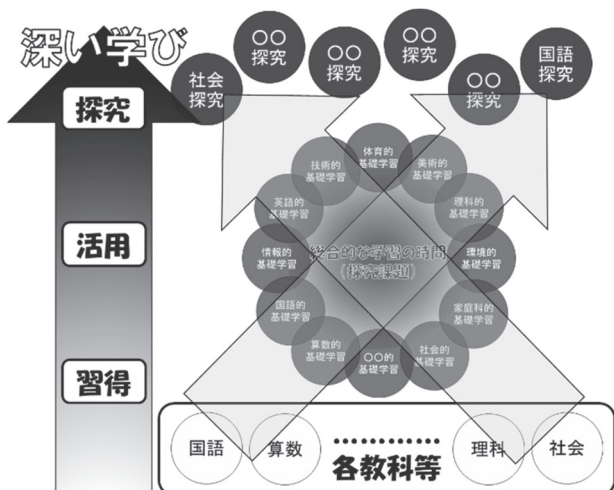 深い学び
探究
活用
習得
社会
探究
〇〇
探究
〇〇
探究
〇〇
探究
〇〇
探究
国語
探究
体育的
基礎学習
美術的
基礎学習
理科的
基礎学習
環境的
基礎学習
家庭科的
基礎学習
社会的
基礎学習
〇〇的
基礎学習
算数的
基礎学習
国語的
基礎学習
情報的
基礎学習
英語的
基礎学習
技術的
基礎学習
総合的な学習の時間
(探究課題)
国語
算数
………
各教科等
理科
社会